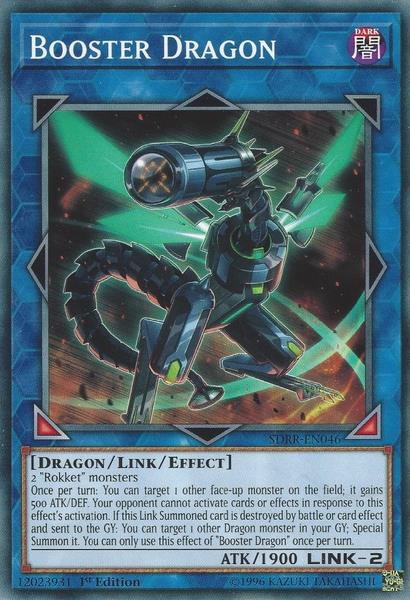 BOOSTER DRAGON
DARK
闇
SDRR-EN046
[DRAGON/LINK/EFFECT]
2 "Rokket" monsters
Once per turn: You can target 1 other face-up monster on the field; it gains
500 ATK/DEF. Your opponent cannot activate cards or effects in response to this
effect's activation. If this Link Summoned card is destroyed by battle or card effect
and sent to the GY: You can target 1 other Dragon monster in your GY; Special
Summon it. You can only use this effect of "Booster Dragon" once per turn.
ATK/1900 LINK-2
12023931 1st Edition ©1996 KAZUKI TAKAHASHI